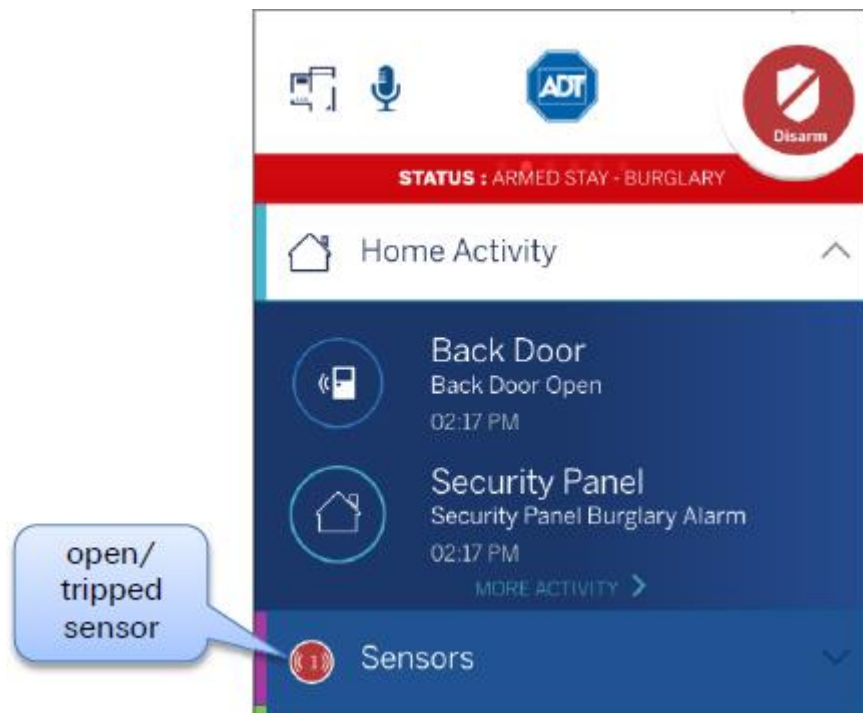 ADT
Disarm
STATUS : ARMED STAY - BURGLARY
Home Activity
Back Door
Back Door Open
02:17 PM
Security Panel
Security Panel Burglary Alarm
02:17 PM
MORE ACTIVITY
open/
tripped
sensor
1
Sensors